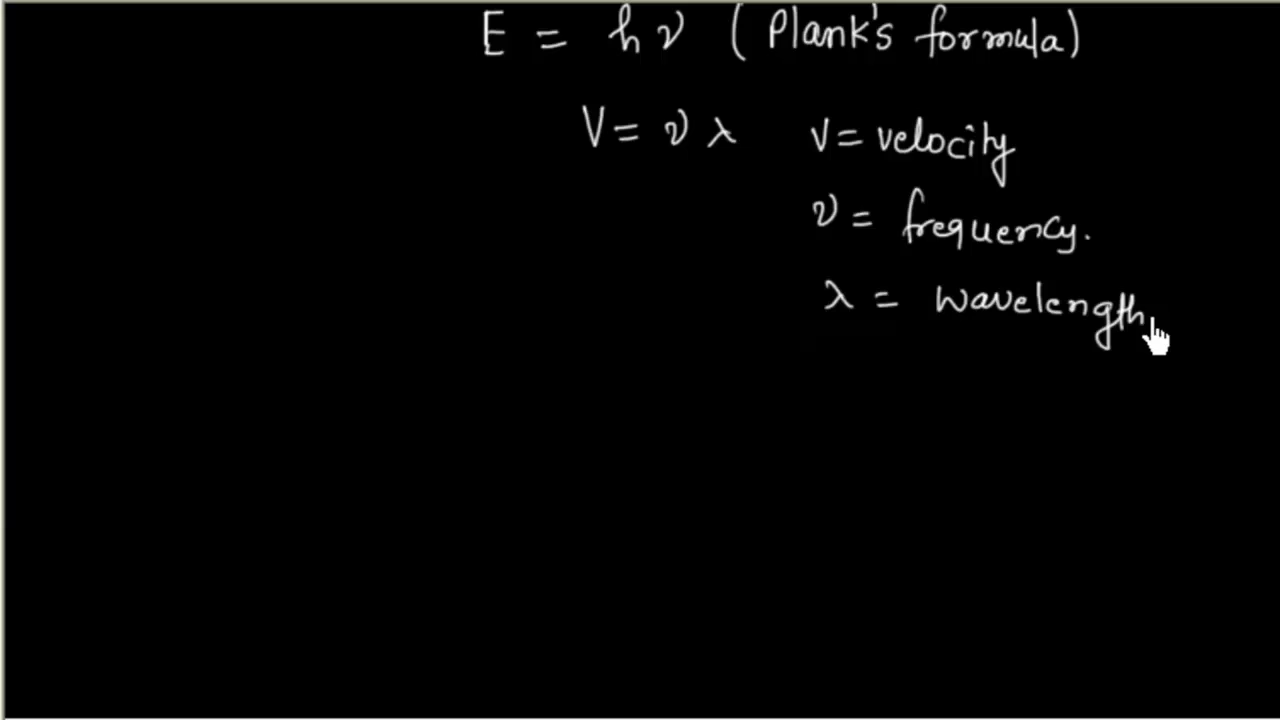 E = hν (Plank's formula)
V = ν λ v = velocity
ν = frequency.
λ = wavelength